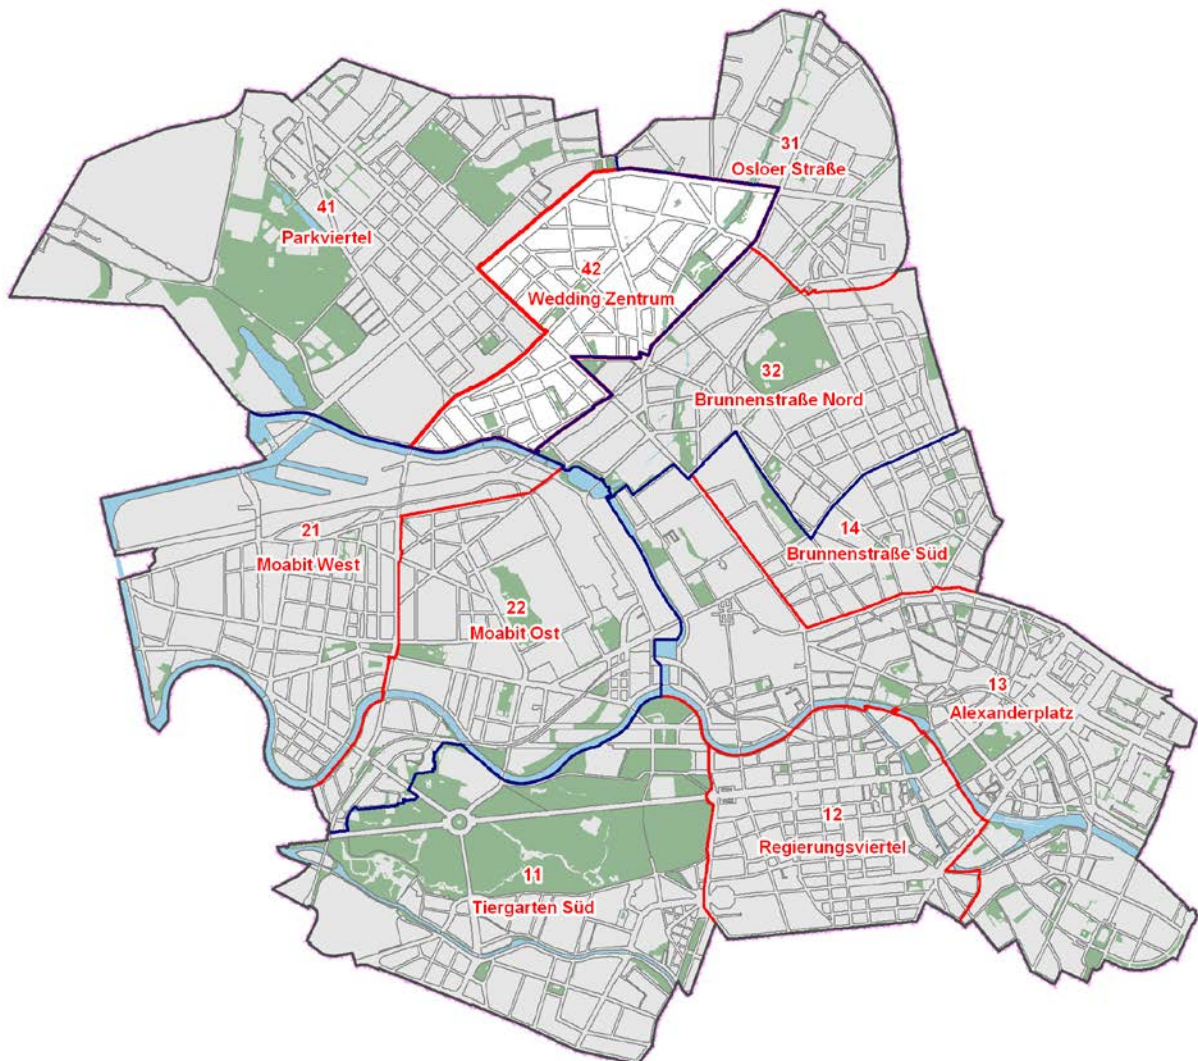 31
Osloer Straße
41
Parkviertel
42
Wedding Zentrum
32
Brunnenstraße Nord
21
Moabit West
14
Brunnenstraße Süd
22
Moabit Ost
13
Alexanderplatz
12
Regierungsviertel
11
Tiergarten Süd